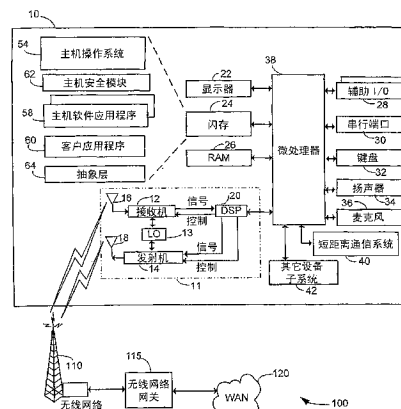 10
54
主机操作系统
62
主机安全模块
58
主机软件应用程序
60
客户应用程序
64
抽象层
22
显示器
24
闪存
26
RAM
38
微处理器
辅助 I/0
28
串行端口
30
键盘
32
扬声器
34
36
麦克风
短距离通信系统
40
其它设备
子系统
42
16
12
接收机
信号
控制
20
DSP
LO
13
18
发射机
14
信号
控制
11
110
无线网络
115
无线网络
网关
120
WAN
100